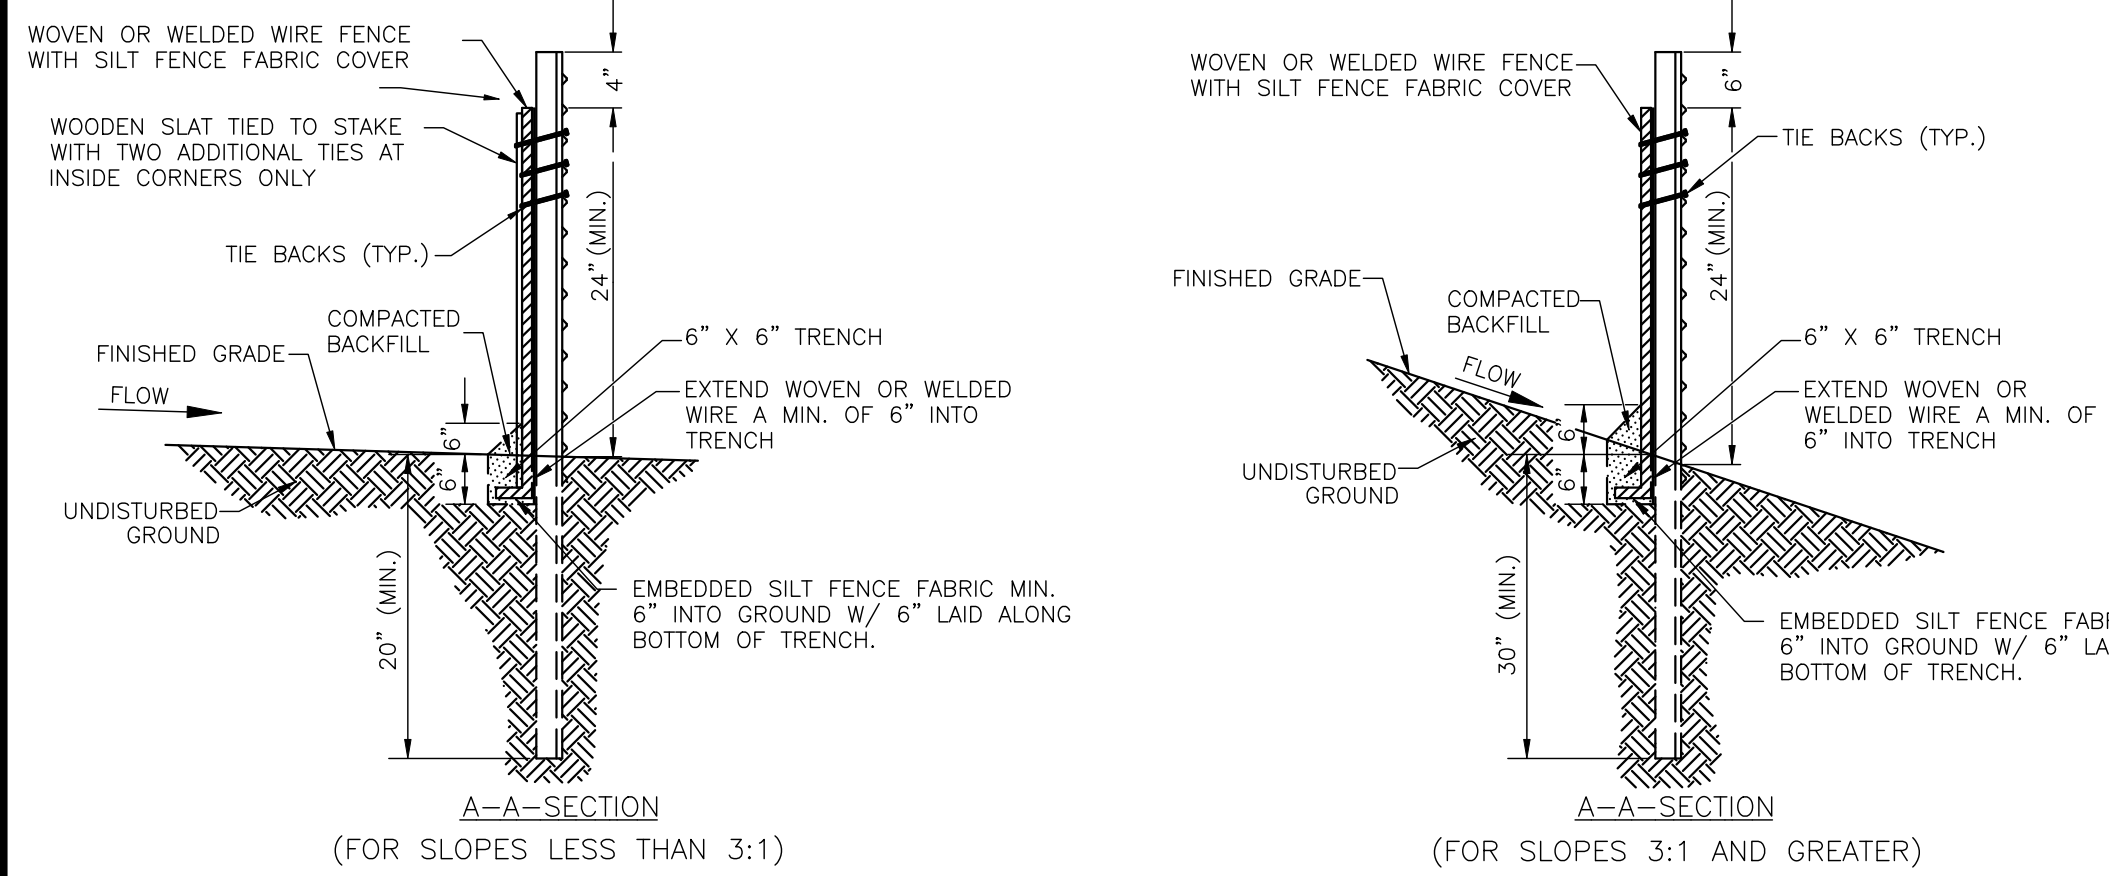 WOVEN OR WELDED WIRE FENCE
WITH SILT FENCE FABRIC COVER
WOODEN SLAT TIED TO STAKE
WITH TWO ADDITIONAL TIES AT
INSIDE CORNERS ONLY
TIE BACKS (TYP.)
COMPACTED
BACKFILL
FINISHED GRADE
FLOW
UNDISTURBED
GROUND
4"
24" (MIN.)
6"
6"
20" (MIN.)
6" X 6" TRENCH
EXTEND WOVEN OR WELDED
WIRE A MIN. OF 6" INTO
TRENCH
EMBEDDED SILT FENCE FABRIC MIN.
6" INTO GROUND W/ 6" LAID ALONG
BOTTOM OF TRENCH.
A-A-SECTION
(FOR SLOPES LESS THAN 3:1)
WOVEN OR WELDED WIRE FENCE
WITH SILT FENCE FABRIC COVER
6"
TIE BACKS (TYP.)
24" (MIN.)
FINISHED GRADE
COMPACTED
BACKFILL
FLOW
6"
6"
UNDISTURBED
GROUND
30" (MIN.)
6" X 6" TRENCH
EXTEND WOVEN OR
WELDED WIRE A MIN. OF
6" INTO TRENCH
EMBEDDED SILT FENCE
6" INTO GROUND W/ 6"
BOTTOM OF TRENCH.
A-A-SECTION
(FOR SLOPES 3:1 AND GREATER)